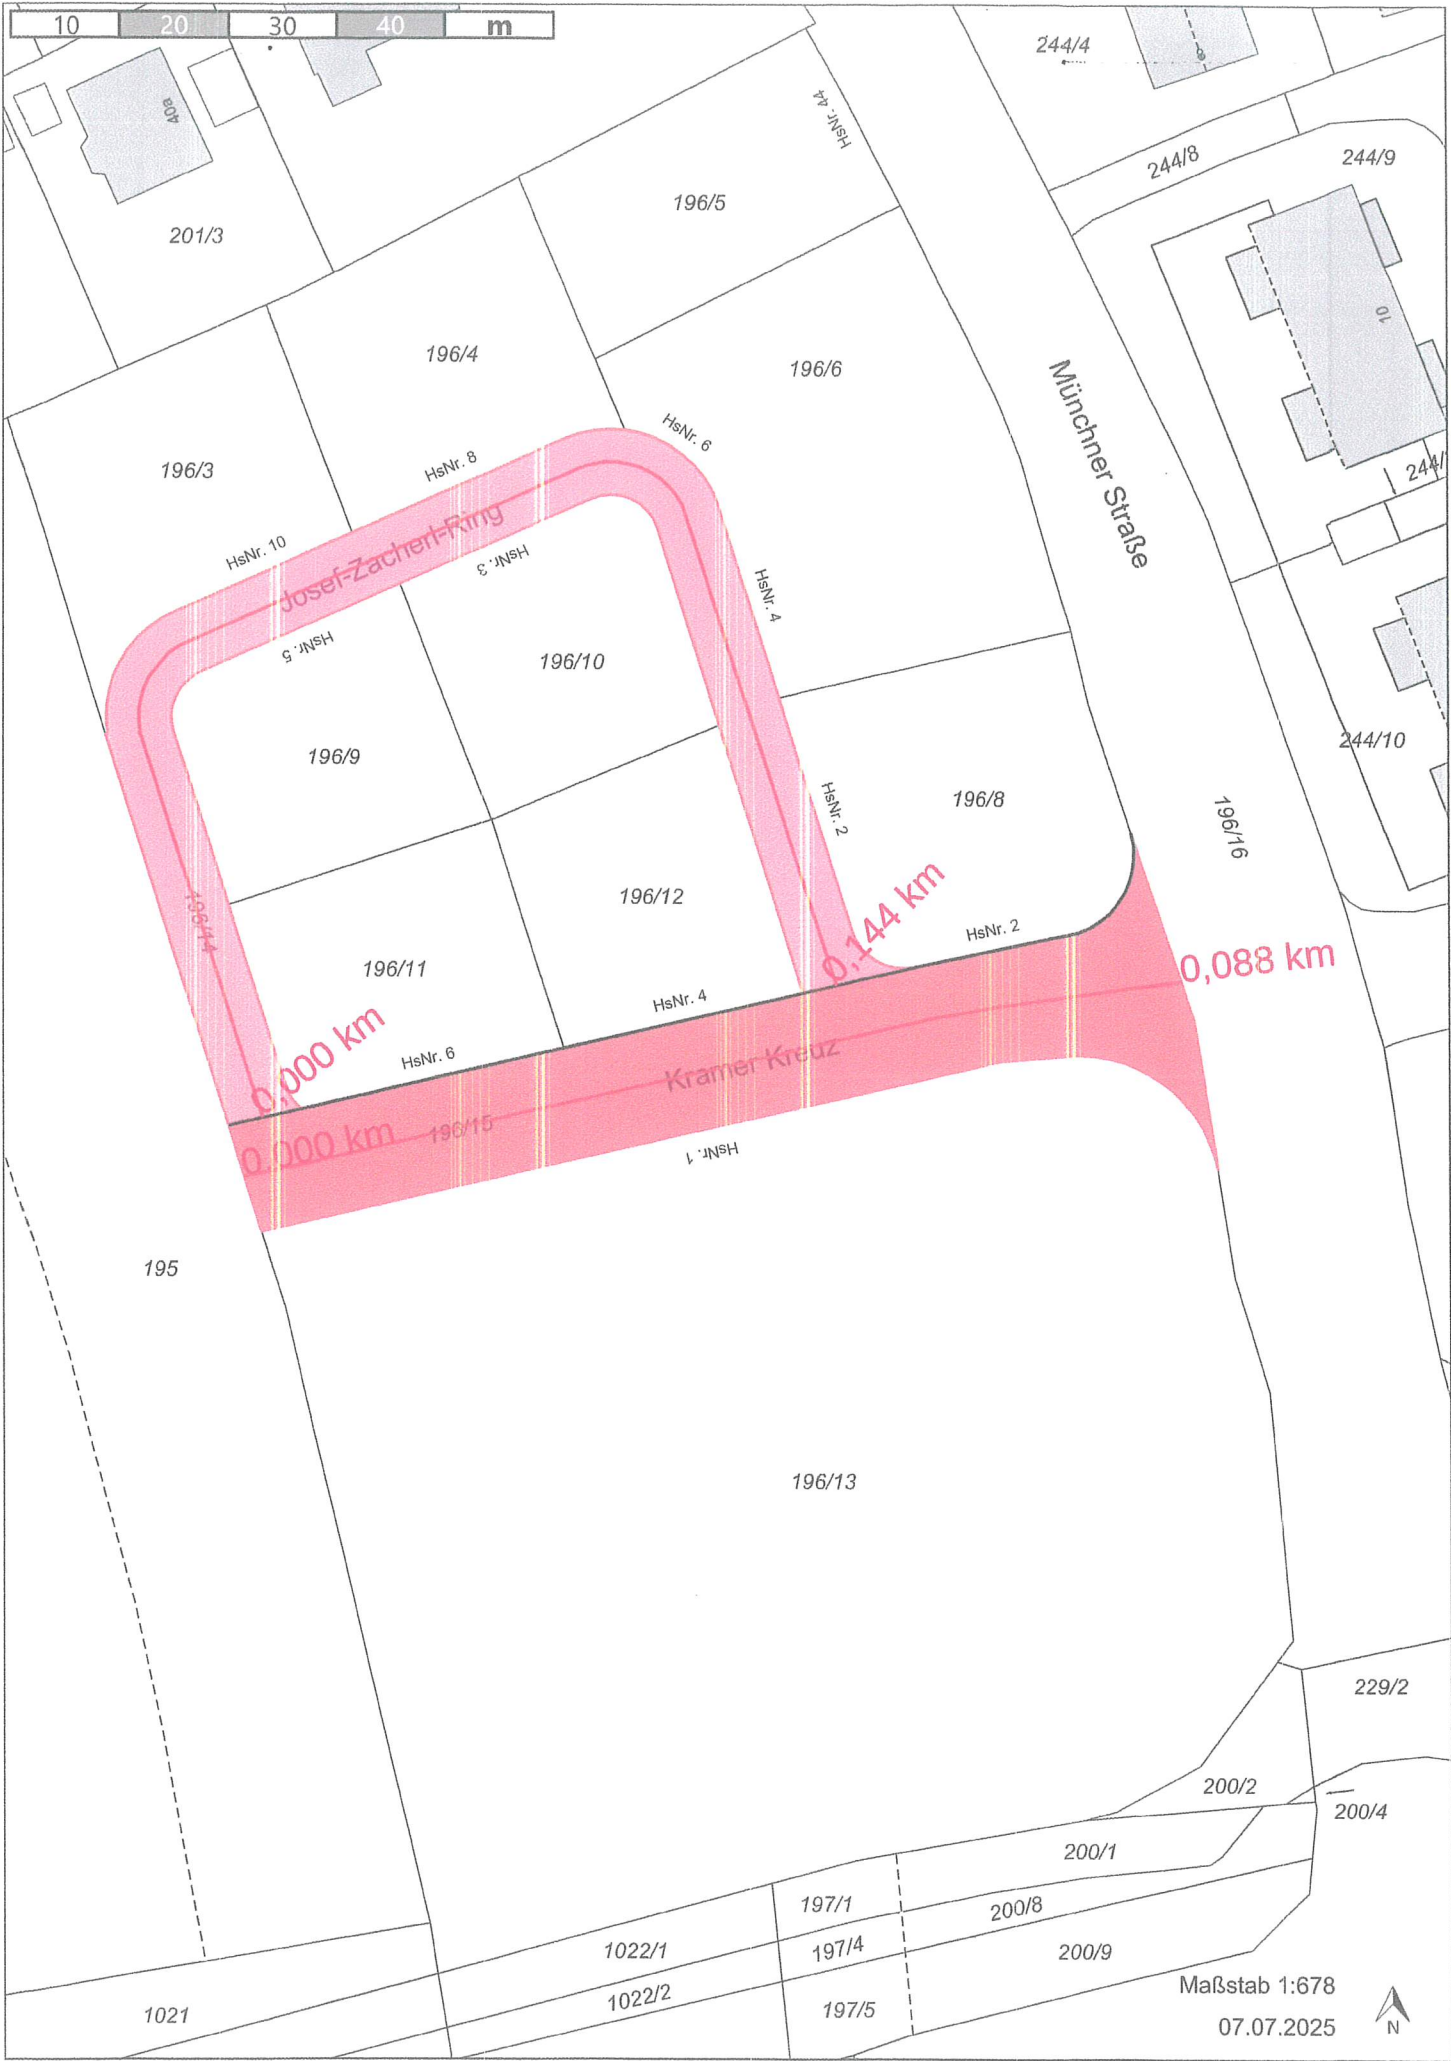 10 20 30 40 m
244/4
8
40a
HsNr. 44
244/8
244/9
196/5
201/3
10
196/4
196/6
Münchner Straße
HsNr. 6
196/3
HsNr. 8
Josef-Zacherl-Ring
HsNr. 10
HsNr. 3
HsNr. 4
HsNr. 5
196/10
244/10
196/9
HsNr. 2
196/8
196/16
196/12
0,144 km
196/14
HsNr. 2
196/11
0,088 km
HsNr. 4
0,000 km
HsNr. 6
Kramer Kreuz
196/15
0,000 km
HsNr. 1
195
196/13
229/2
200/2
200/4
200/1
197/1
200/8
1022/1
197/4
200/9
1022/2
197/5
1021
Maßstab 1:678
07.07.2025
N